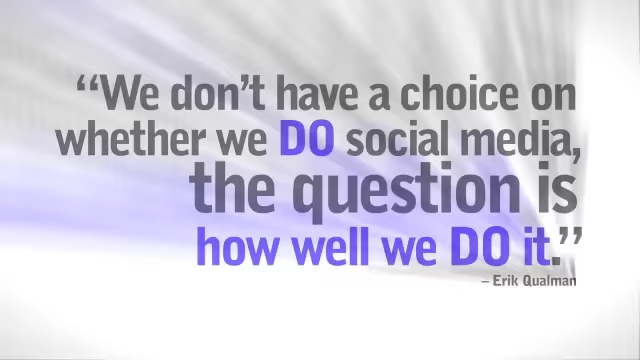 “We don’t have a choice on
whether we DO social media,
the question is
how well we DO it.”
– Erik Qualman